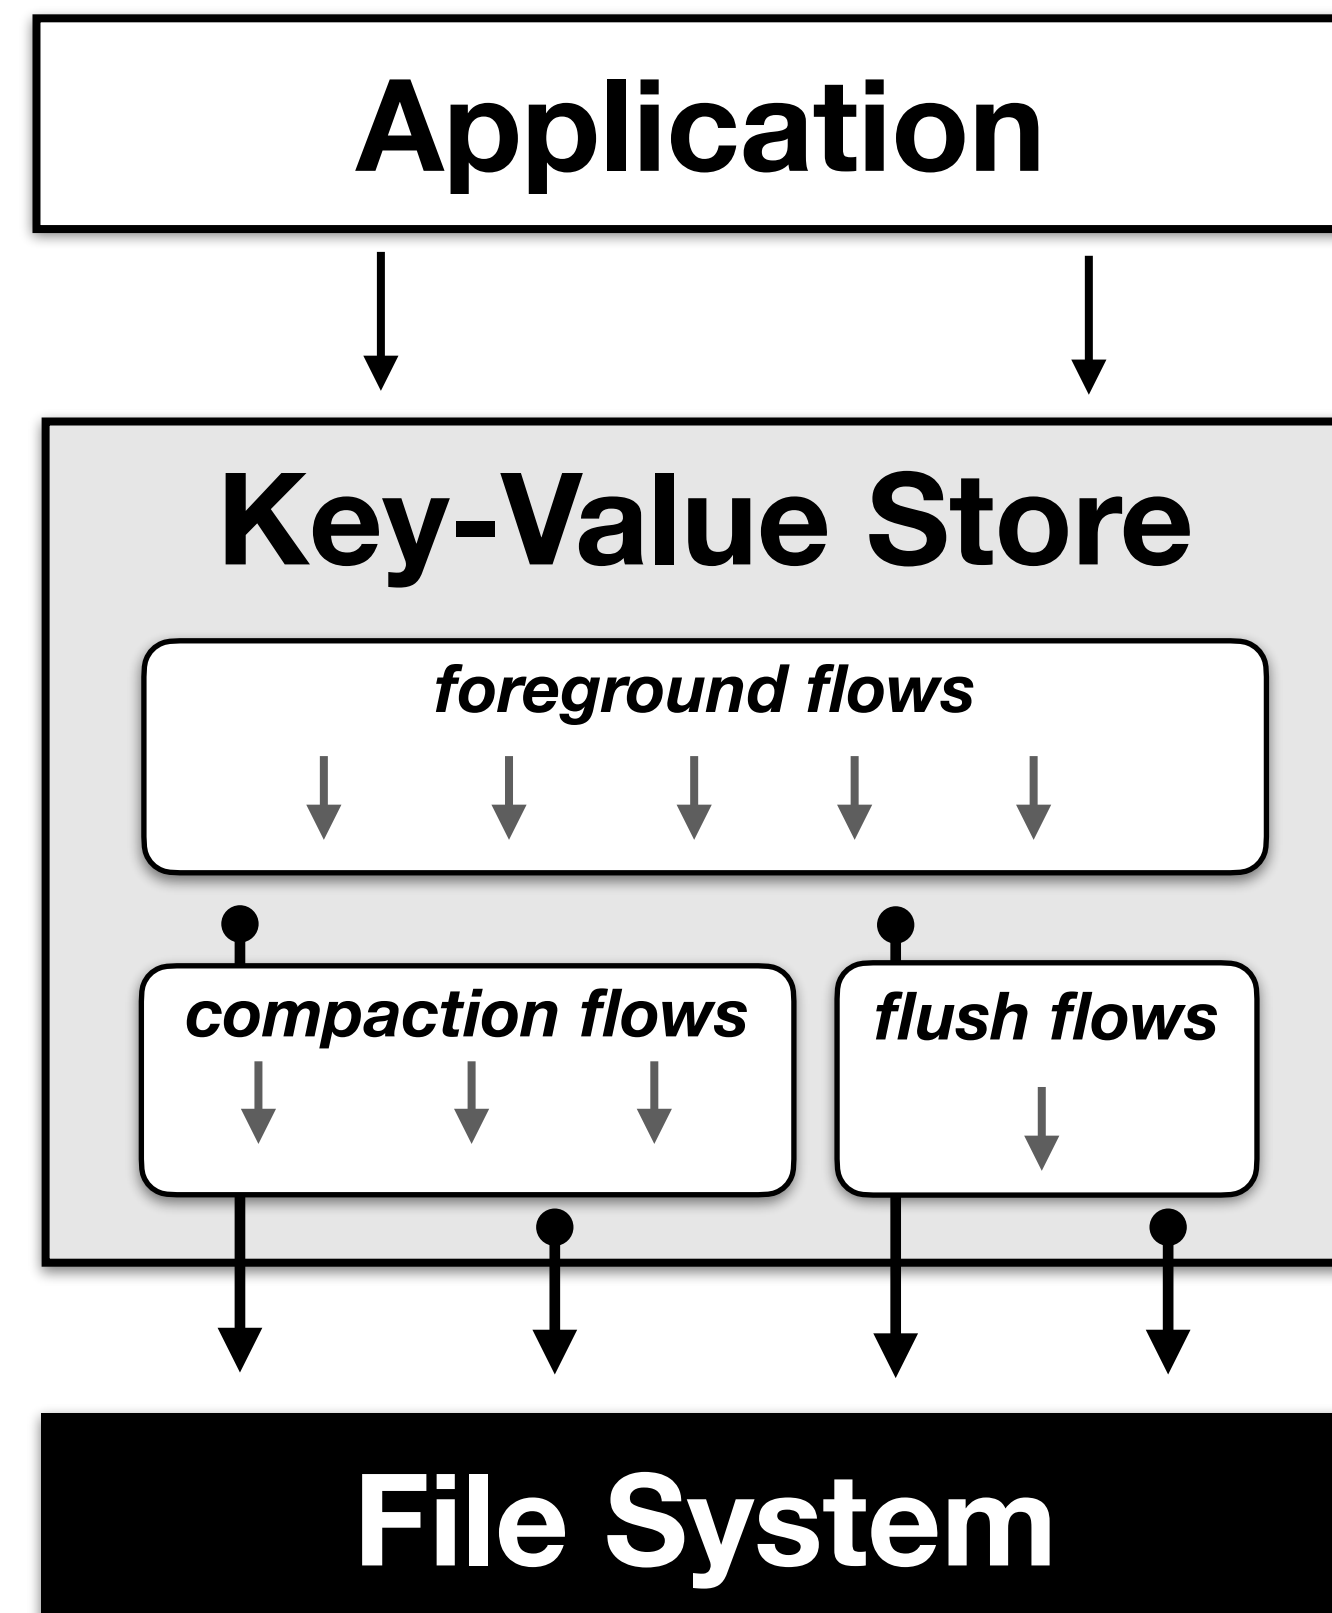 Application
Key-Value Store
foreground flows
compaction flows
flush flows
File System